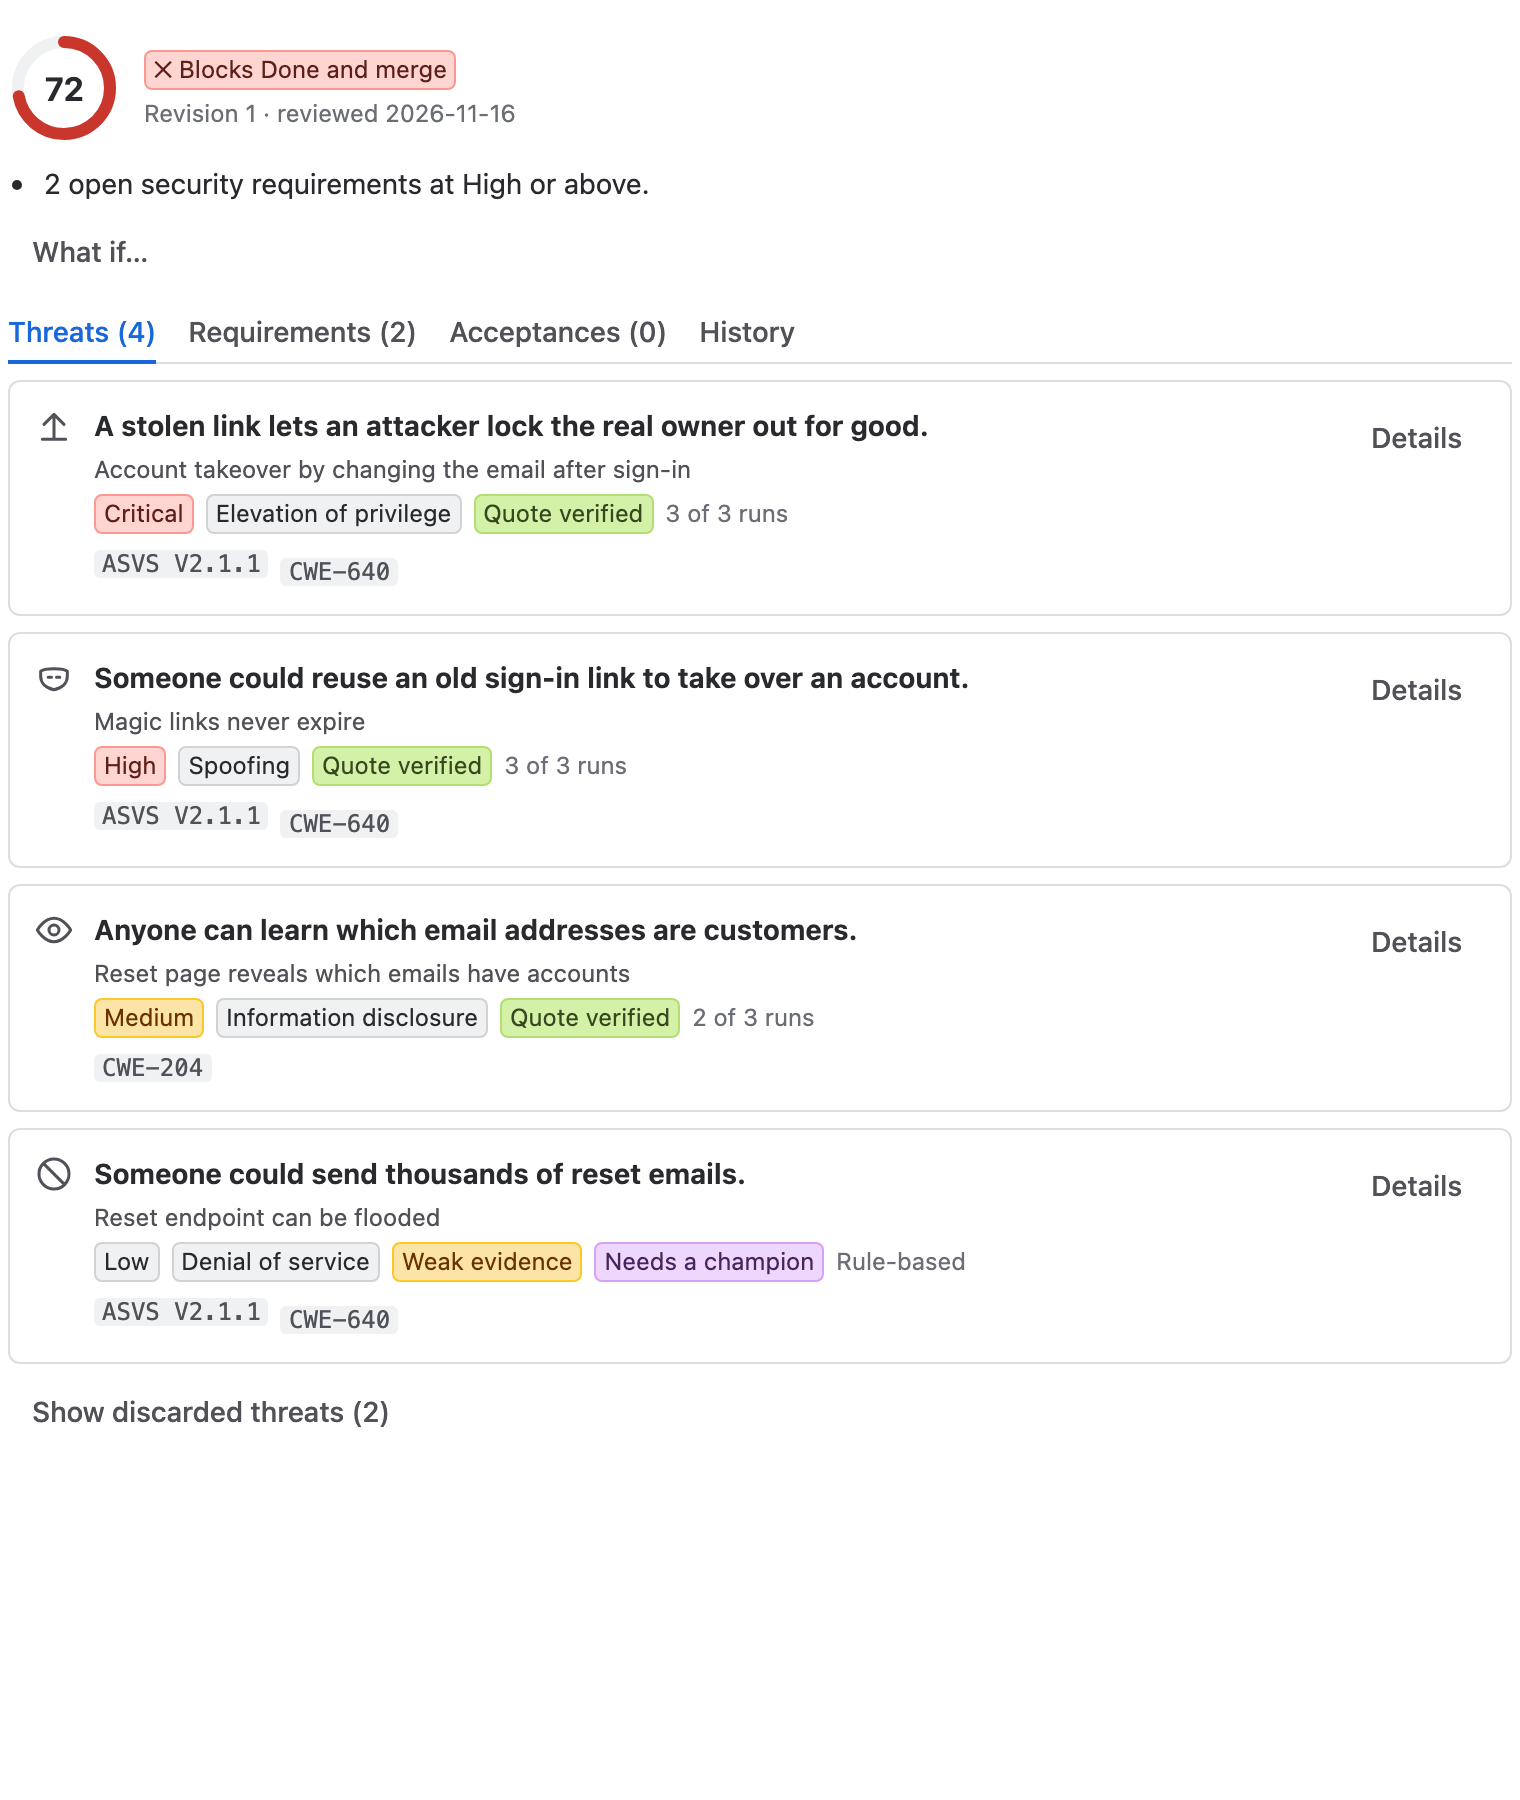 72
Blocks Done and merge
Revision 1 · reviewed 2026-11-16
• 2 open security requirements at High or above.
What if...
Threats (4) Requirements (2) Acceptances (0) History
A stolen link lets an attacker lock the real owner out for good.
Details
Account takeover by changing the email after sign-in
Critical Elevation of privilege Quote verified 3 of 3 runs
ASVS V2.1.1 CWE-640
Someone could reuse an old sign-in link to take over an account.
Details
Magic links never expire
High Spoofing Quote verified 3 of 3 runs
ASVS V2.1.1 CWE-640
Anyone can learn which email addresses are customers.
Details
Reset page reveals which emails have accounts
Medium Information disclosure Quote verified 2 of 3 runs
CWE-204
Someone could send thousands of reset emails.
Details
Reset endpoint can be flooded
Low Denial of service Weak evidence Needs a champion Rule-based
ASVS V2.1.1 CWE-640
Show discarded threats (2)